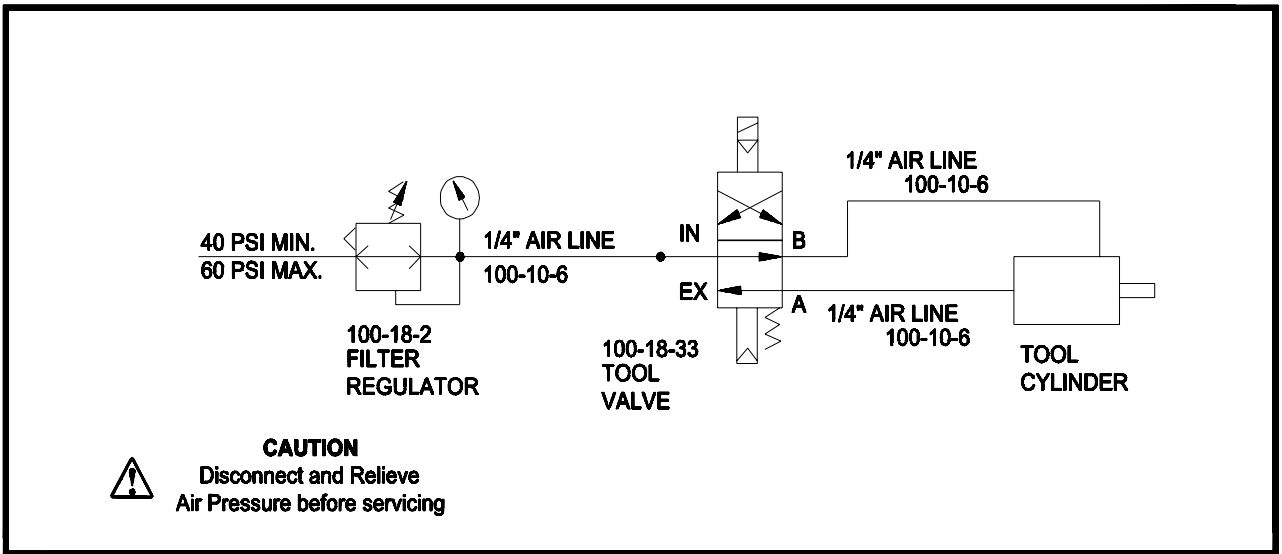 40 PSI MIN.
60 PSI MAX.
100-18-2
FILTER
REGULATOR
1/4" AIR LINE
100-10-6
IN
EX
B
A
100-18-33
TOOL
VALVE
1/4" AIR LINE
100-10-6
1/4" AIR LINE
100-10-6
TOOL
CYLINDER
CAUTION
Disconnect and Relieve
Air Pressure before servicing